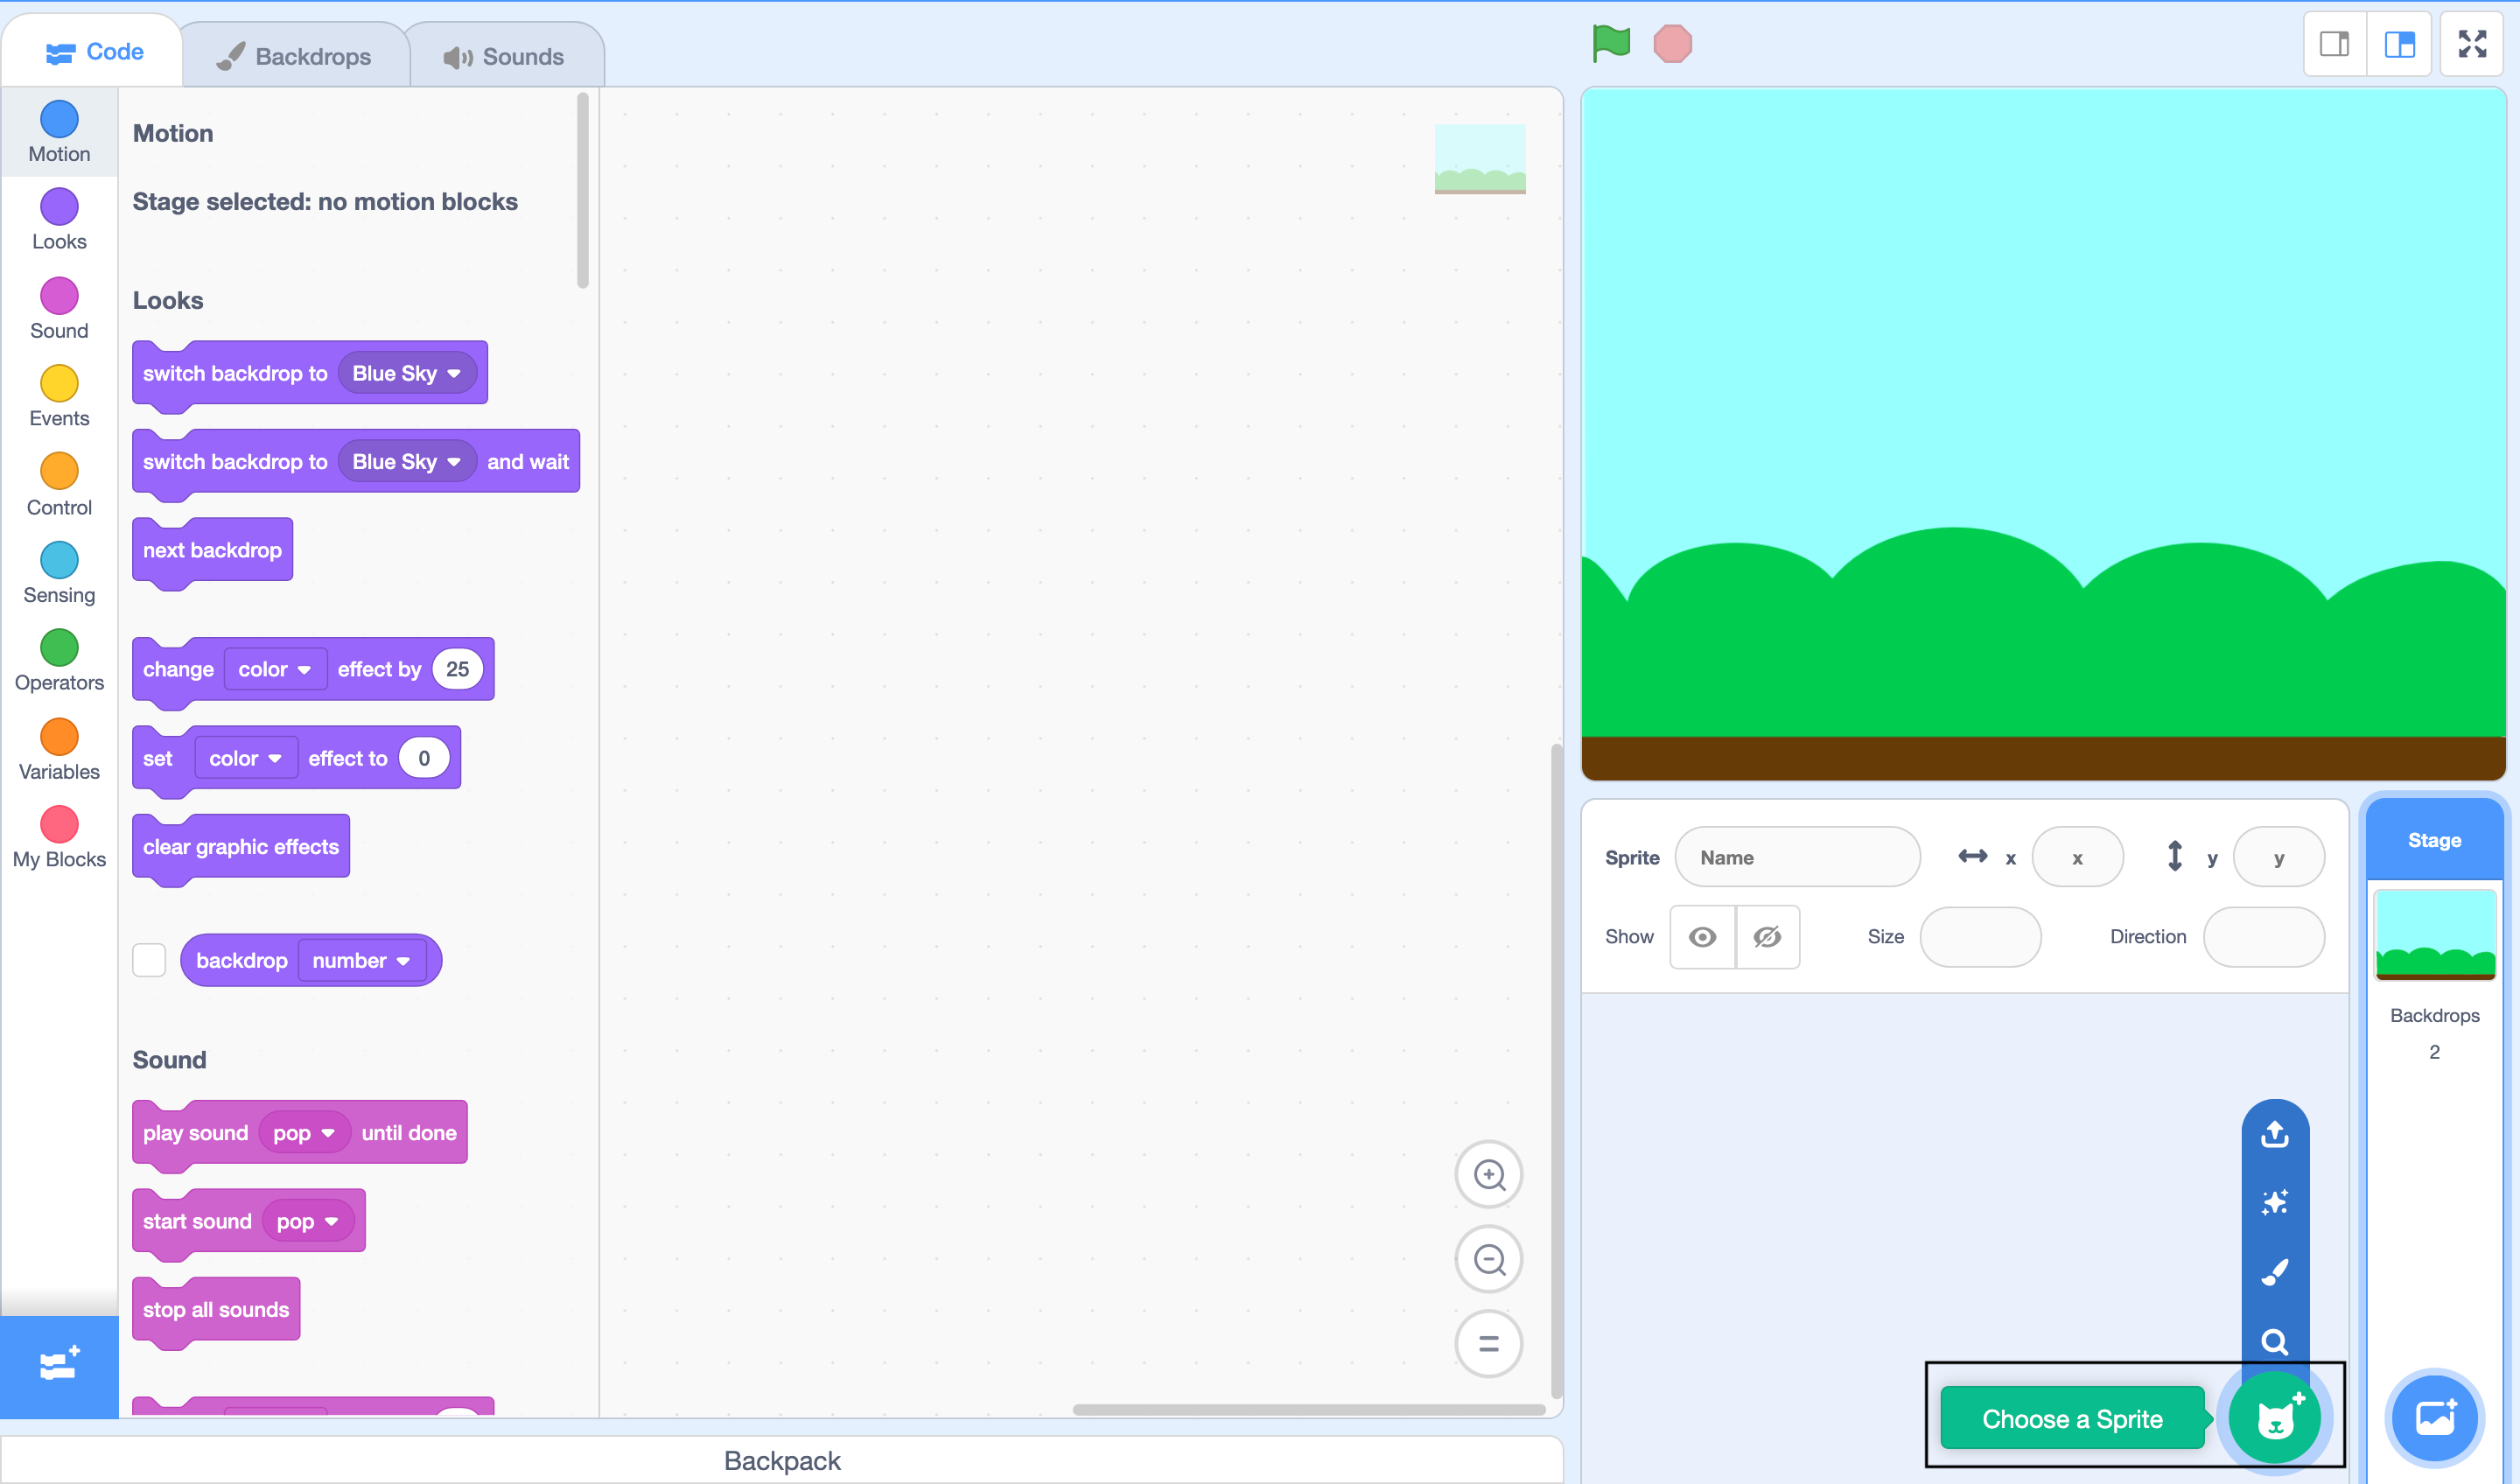 Code
Backdrops
Sounds
Motion
Looks
Sound
Events
Control
Sensing
Operators
Variables
My Blocks
Motion
Stage selected: no motion blocks
Looks
switch backdrop to Blue Sky
switch backdrop to Blue Sky and wait
next backdrop
change color effect by 25
set color effect to 0
clear graphic effects
backdrop number
Sound
play sound pop until done
start sound pop
stop all sounds
Backpack
Sprite Name x x y y
Show Size Direction
Stage
Backdrops
2
Choose a Sprite